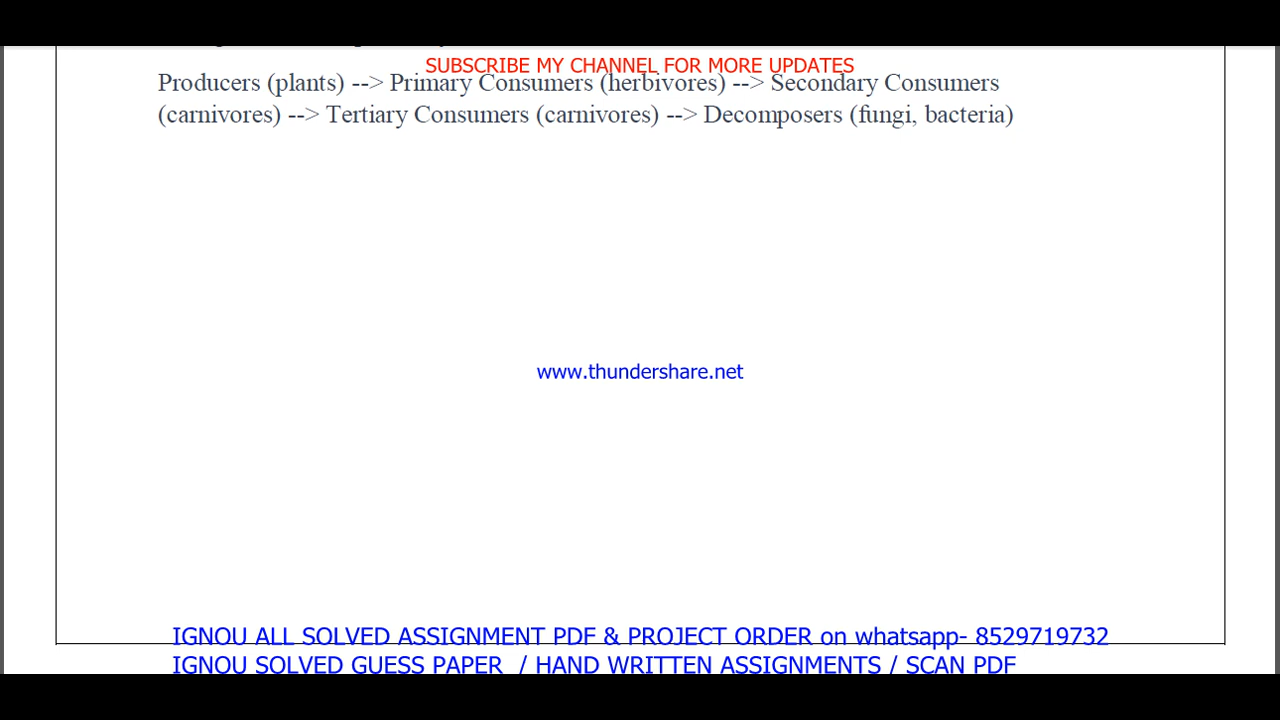 SUBSCRIBE MY CHANNEL FOR MORE UPDATES
Producers (plants) --> Primary Consumers (herbivores) --> Secondary Consumers
(carnivores) --> Tertiary Consumers (carnivores) --> Decomposers (fungi, bacteria)
www.thundershare.net
IGNOU ALL SOLVED ASSIGNMENT PDF & PROJECT ORDER on whatsapp- 8529719732
IGNOU SOLVED GUESS PAPER / HAND WRITTEN ASSIGNMENTS / SCAN PDF